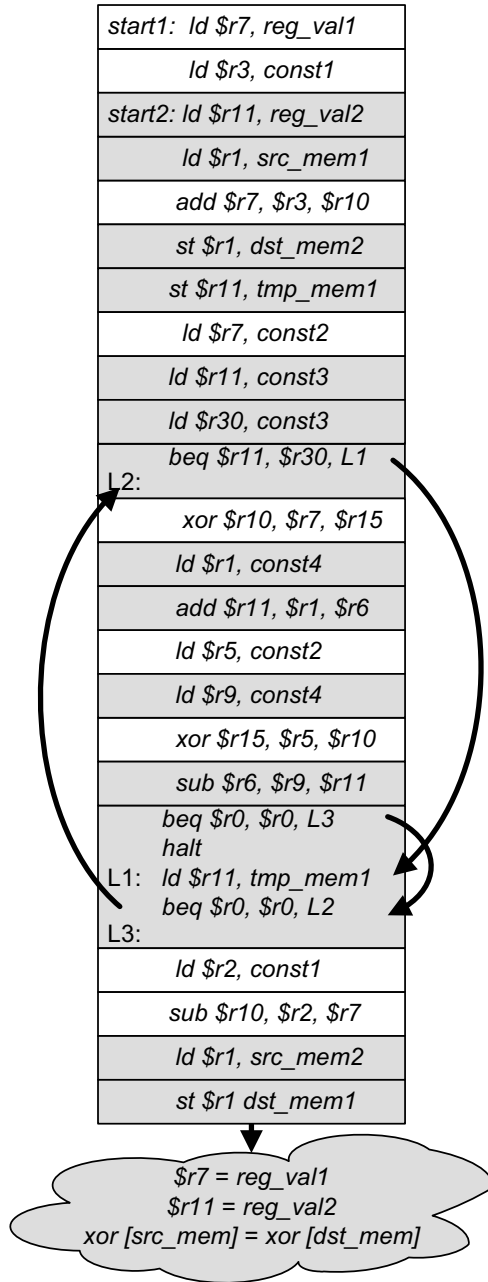 start1: ld $r7, reg_val1
ld $r3, const1
start2: ld $r11, reg_val2
ld $r1, src_mem1
add $r7, $r3, $r10
st $r1, dst_mem2
st $r11, tmp_mem1
ld $r7, const2
ld $r11, const3
ld $r30, const3
beq $r11, $r30, L1
L2:
xor $r10, $r7, $r15
ld $r1, const4
add $r11, $r1, $r6
ld $r5, const2
ld $r9, const4
xor $r15, $r5, $r10
sub $r6, $r9, $r11
beq $r0, $r0, L3
halt
L1: ld $r11, tmp_mem1
beq $r0, $r0, L2
L3:
ld $r2, const1
sub $r10, $r2, $r7
ld $r1, src_mem2
st $r1 dst_mem1
$r7 = reg_val1
$r11 = reg_val2
xor [src_mem] = xor [dst_mem]